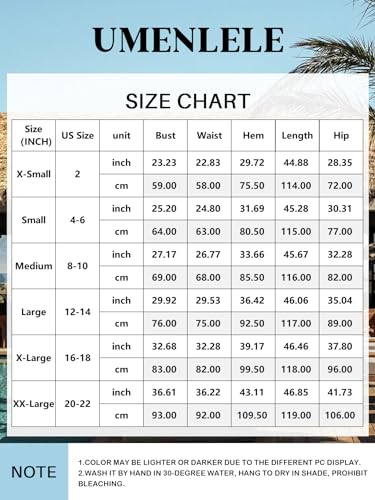 UMENLELE
SIZE CHART
Size (INCH) US Size unit Bust Waist Hem Length Hip
X-Small 2 inch 23.23 22.83 29.72 44.88 28.35
cm 59.00 58.00 75.50 114.00 72.00
Small 4-6 inch 25.20 24.80 31.69 45.28 30.31
cm 64.00 63.00 80.50 115.00 77.00
Medium 8-10 inch 27.17 26.77 33.66 45.67 32.28
cm 69.00 68.00 85.50 116.00 82.00
Large 12-14 inch 29.92 29.53 36.42 46.06 35.04
cm 76.00 75.00 92.50 117.00 89.00
X-Large 16-18 inch 32.68 32.28 39.17 46.46 37.80
cm 83.00 82.00 99.50 118.00 96.00
XX-Large 20-22 inch 36.61 36.22 43.11 46.85 41.73
cm 93.00 92.00 109.50 119.00 106.00
NOTE
1.COLOR MAY BE LIGHTER OR DARKER DUE TO THE DIFFERENT PC DISPLAY.
2.WASH IT BY HAND IN 30-DEGREE WATER, HANG TO DRY IN SHADE, PROHIBIT
BLEACHING.